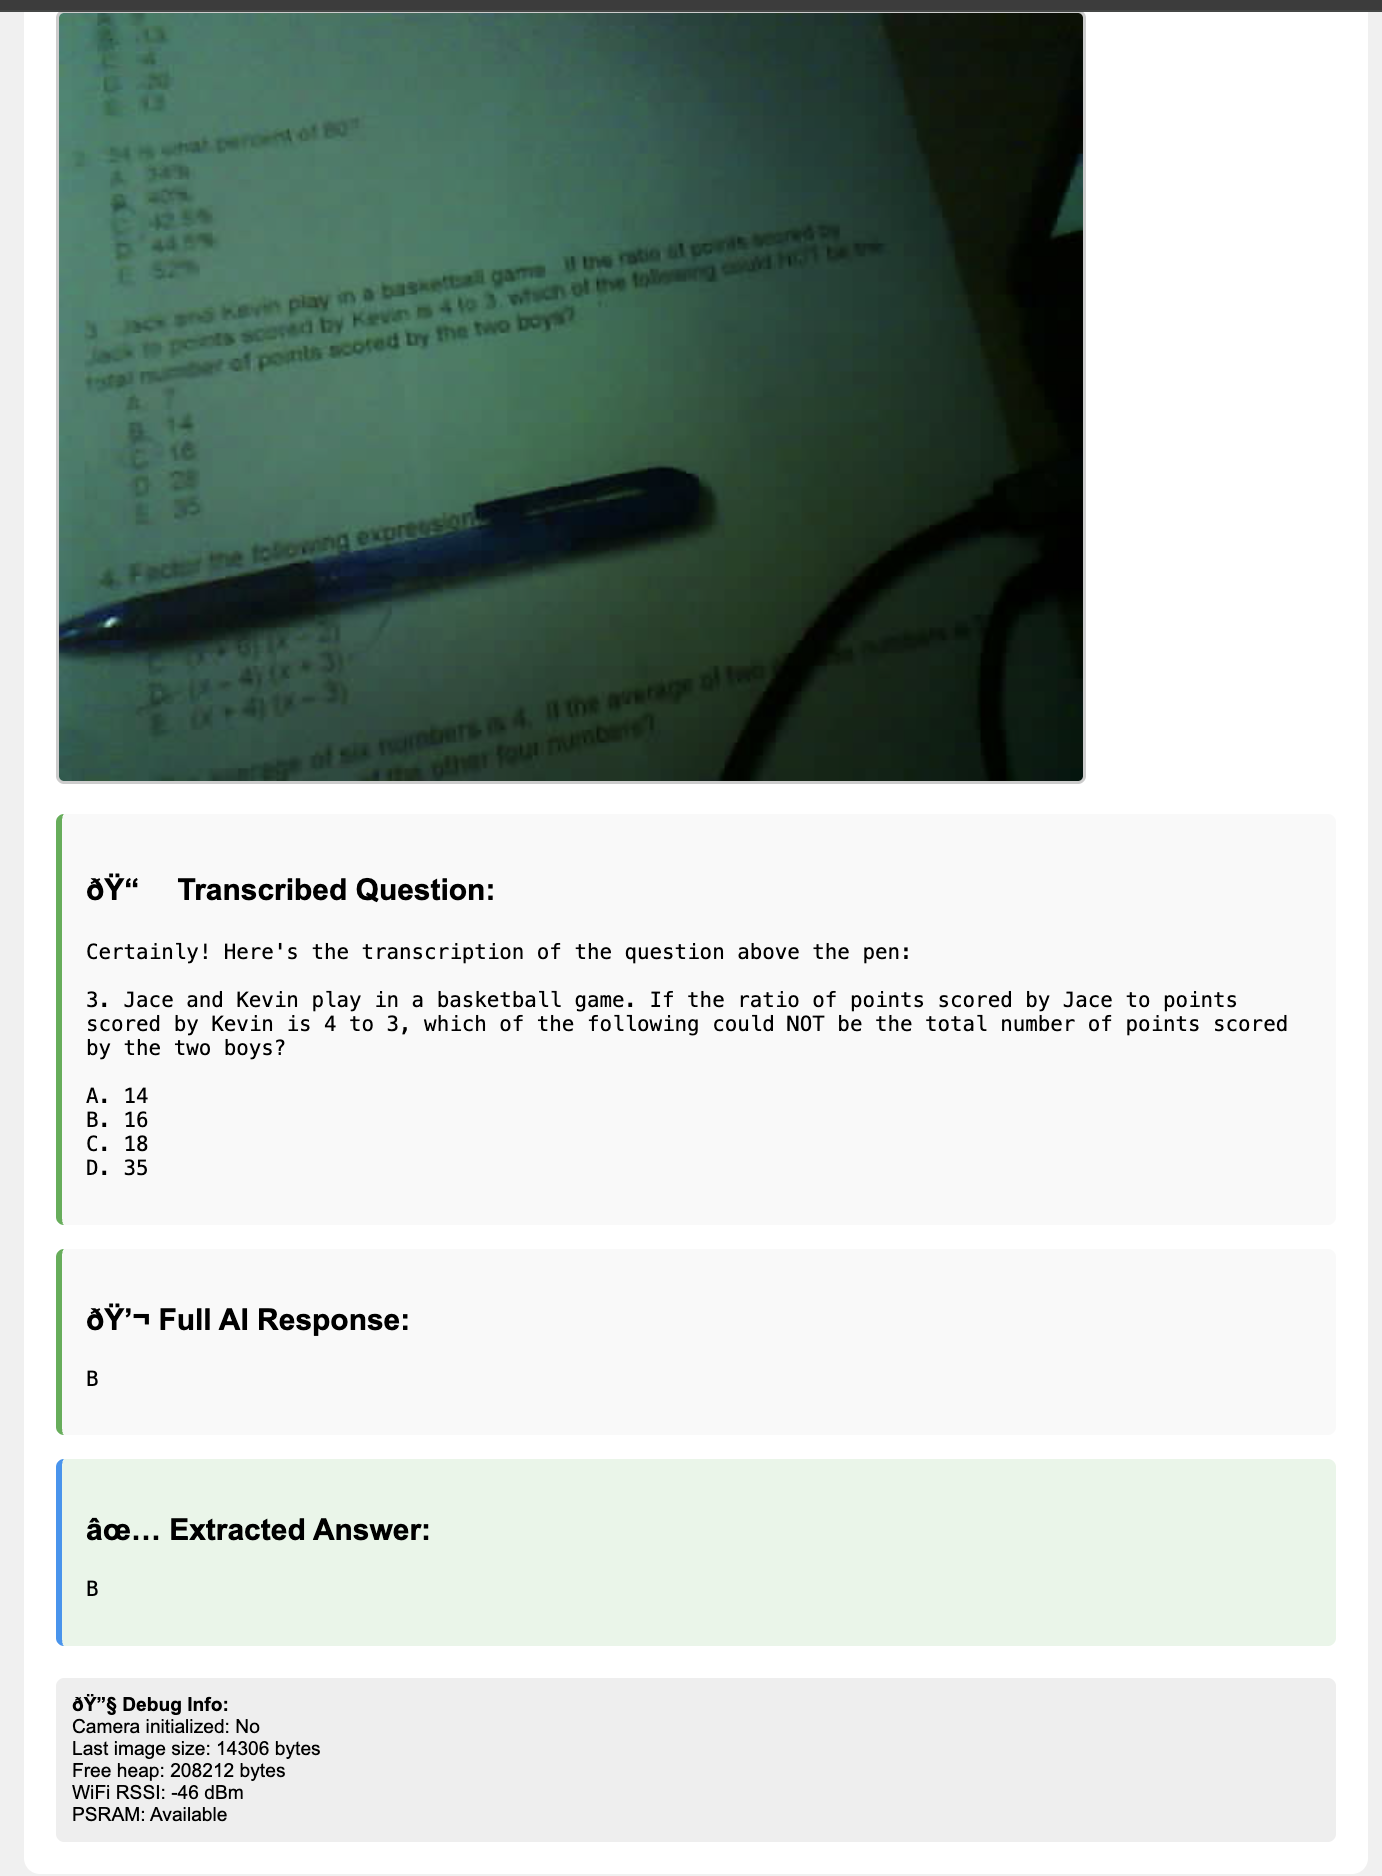 B. -13
C. -4
D. -20
E. 13
2. 34 is what percent of 80?
A. 34%
B. 40%
C. 42.5%
D. 44.5%
E. 52%
3. Jack and Kevin play in a basketball game. If the ratio of points scored by
Jack to points scored by Kevin is 4 to 3, which of the following could NOT be the
total number of points scored by the two boys?
A. 7
B. 14
C. 16
D. 28
E. 35
4. Factor the following expression
C. (x + 6) (x – 2)
D. (x – 4) (x + 3)
E. (x + 4) (x – 3)
average of six numbers is 4. If the average of two numbers is
of the other four numbers?
ðŸ“ Transcribed Question:
Certainly! Here's the transcription of the question above the pen:
3. Jace and Kevin play in a basketball game. If the ratio of points scored by Jace to points
scored by Kevin is 4 to 3, which of the following could NOT be the total number of points scored
by the two boys?
A. 14
B. 16
C. 18
D. 35
ðŸ’¬ Full AI Response:
B
âœ… Extracted Answer:
B
ðŸ”§ Debug Info:
Camera initialized: No
Last image size: 14306 bytes
Free heap: 208212 bytes
WiFi RSSI: -46 dBm
PSRAM: Available